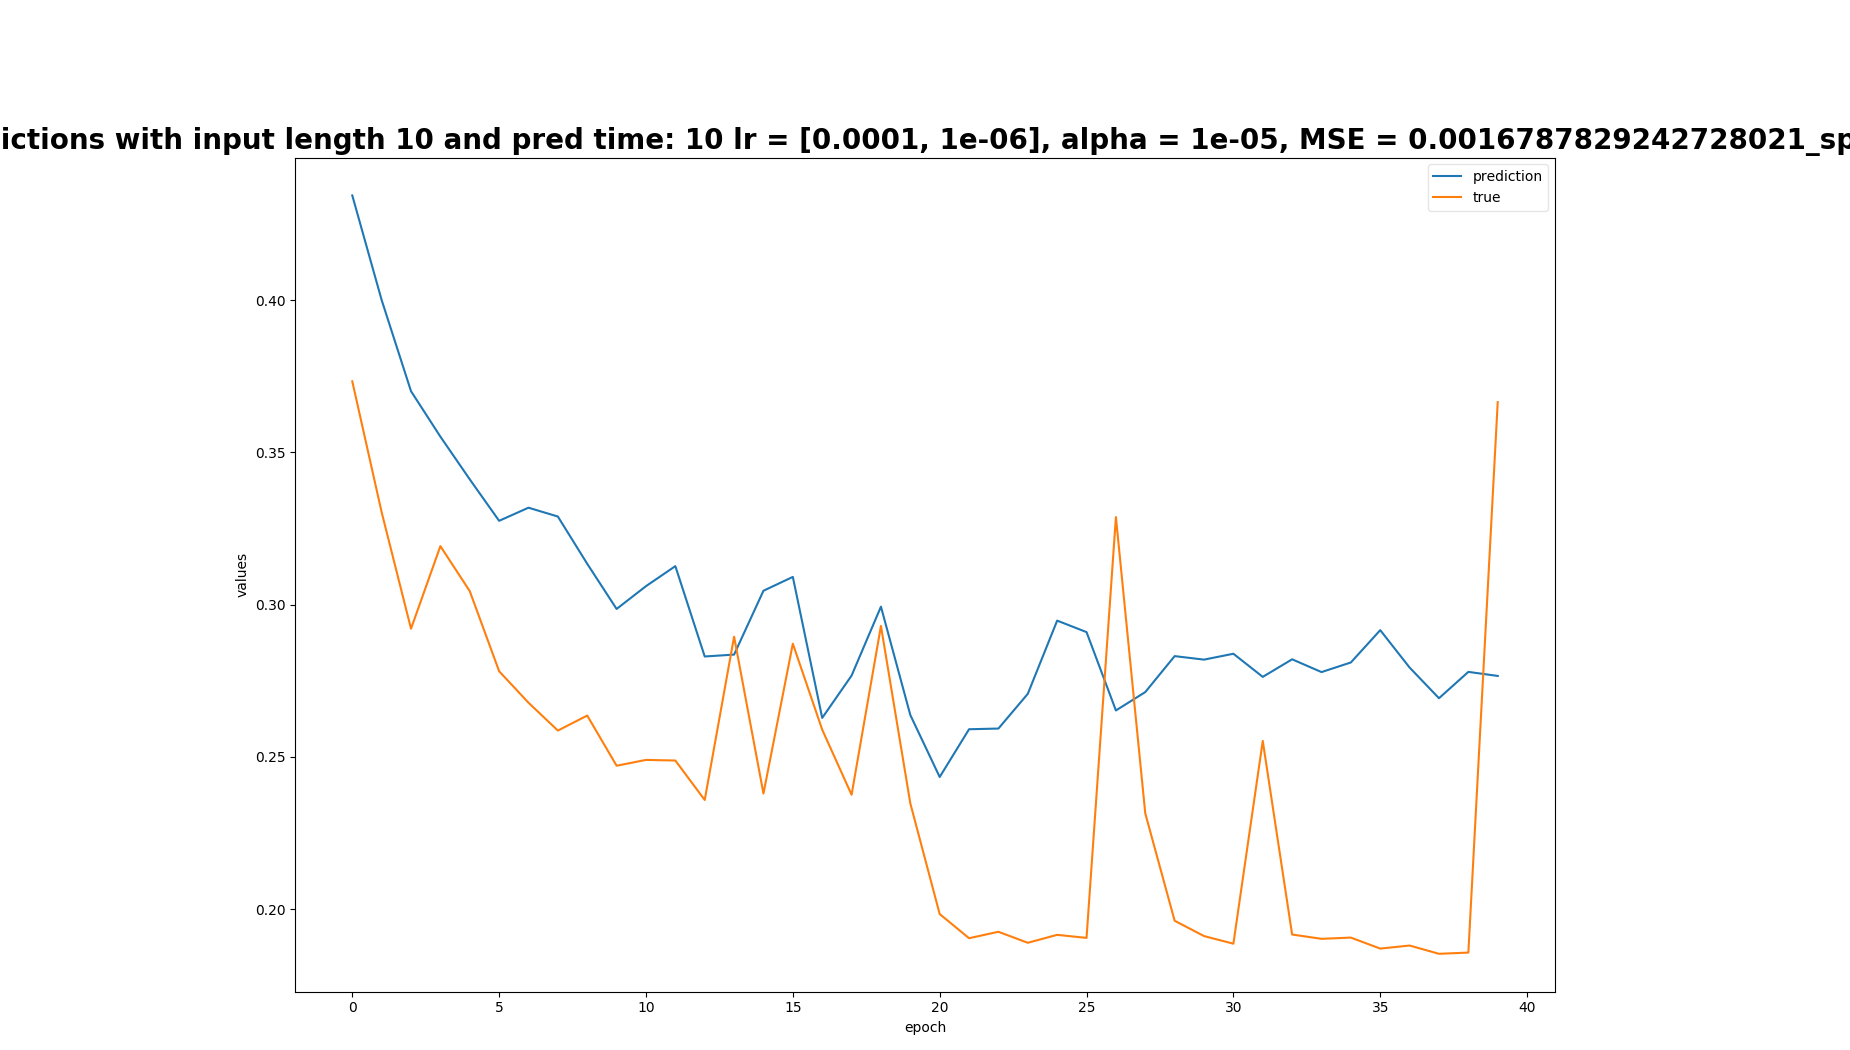 ictions with input length 10 and pred time: 10 lr = [0.0001, 1e-06], alpha = 1e-05, MSE = 0.0016787829242728021_sp
prediction
true
0.40
0.35
0.30
0.25
0.20
values
0 5 10 15 20 25 30 35 40
epoch